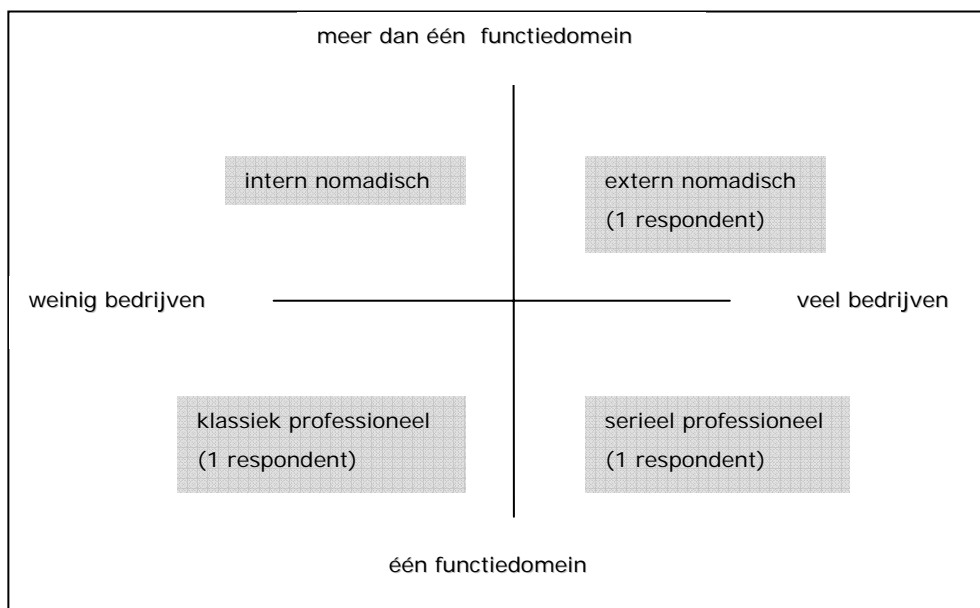 meer dan één functiedomein
intern nomadisch
extern nomadisch
(1 respondent)
weinig bedrijven
veel bedrijven
klassiek professioneel
(1 respondent)
serieel professioneel
(1 respondent)
één functiedomein